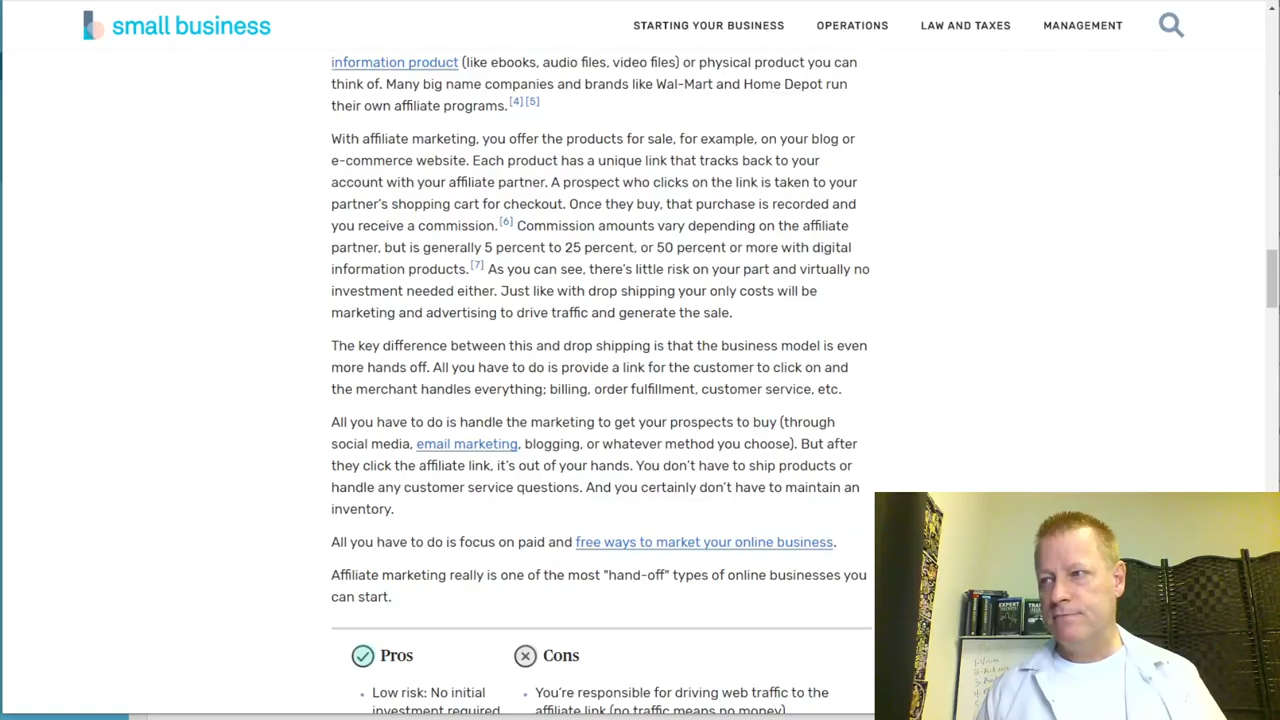 small business
STARTING YOUR BUSINESS OPERATIONS LAW AND TAXES MANAGEMENT
information product (like ebooks, audio files, video files) or physical product you can
think of. Many big name companies and brands like Wal-Mart and Home Depot run
their own affiliate programs. [4] [5]
With affiliate marketing, you offer the products for sale, for example, on your blog or
e-commerce website. Each product has a unique link that tracks back to your
account with your affiliate partner. A prospect who clicks on the link is taken to your
partner's shopping cart for checkout. Once they buy, that purchase is recorded and
you receive a commission. [6] Commission amounts vary depending on the affiliate
partner, but is generally 5 percent to 25 percent, or 50 percent or more with digital
information products. [7] As you can see, there's little risk on your part and virtually no
investment needed either. Just like with drop shipping your only costs will be
marketing and advertising to drive traffic and generate the sale.
The key difference between this and drop shipping is that the business model is even
more hands off. All you have to do is provide a link for the customer to click on and
the merchant handles everything; billing, order fulfillment, customer service, etc.
All you have to do is handle the marketing to get your prospects to buy (through
social media, email marketing, blogging, or whatever method you choose). But after
they click the affiliate link, it's out of your hands. You don't have to ship products or
handle any customer service questions. And you certainly don't have to maintain an
inventory.
All you have to do is focus on paid and free ways to market your online business.
Affiliate marketing really is one of the most "hand-off" types of online businesses you
can start.
Pros
Cons
• Low risk: No initial
investment required
• You're responsible for driving web traffic to the
affiliate link (no traffic means no money)
EXPERT